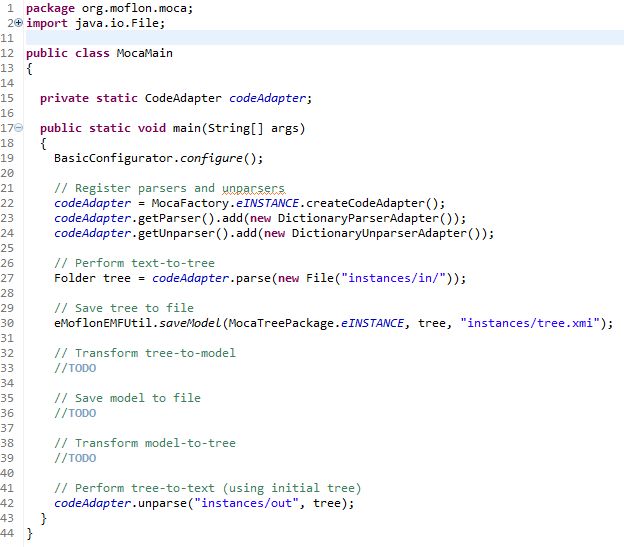 1 package org.moflon.moca;
2 import java.io.File;
11
12 public class MocaMain
13 {
14
15 private static CodeAdapter codeAdapter;
16
17 public static void main(String[] args)
18 {
19 BasicConfigurator.configure();
20
21 // Register parsers and unparsers
22 codeAdapter = MocaFactory.eINSTANCE.createCodeAdapter();
23 codeAdapter.getParser().add(new DictionaryParserAdapter());
24 codeAdapter.getUnparser().add(new DictionaryUnparserAdapter());
25
26 // Perform text-to-tree
27 Folder tree = codeAdapter.parse(new File("instances/in/"));
28
29 // Save tree to file
30 eMoflonEMFUtil.saveModel(MocaTreePackage.eINSTANCE, tree, "instances/tree.xmi");
31
32 // Transform tree-to-model
33 //TODO
34
35 // Save model to file
36 //TODO
37
38 // Transform model-to-tree
39 //TODO
40
41 // Perform tree-to-text (using initial tree)
42 codeAdapter.unparse("instances/out", tree);
43 }
44 }